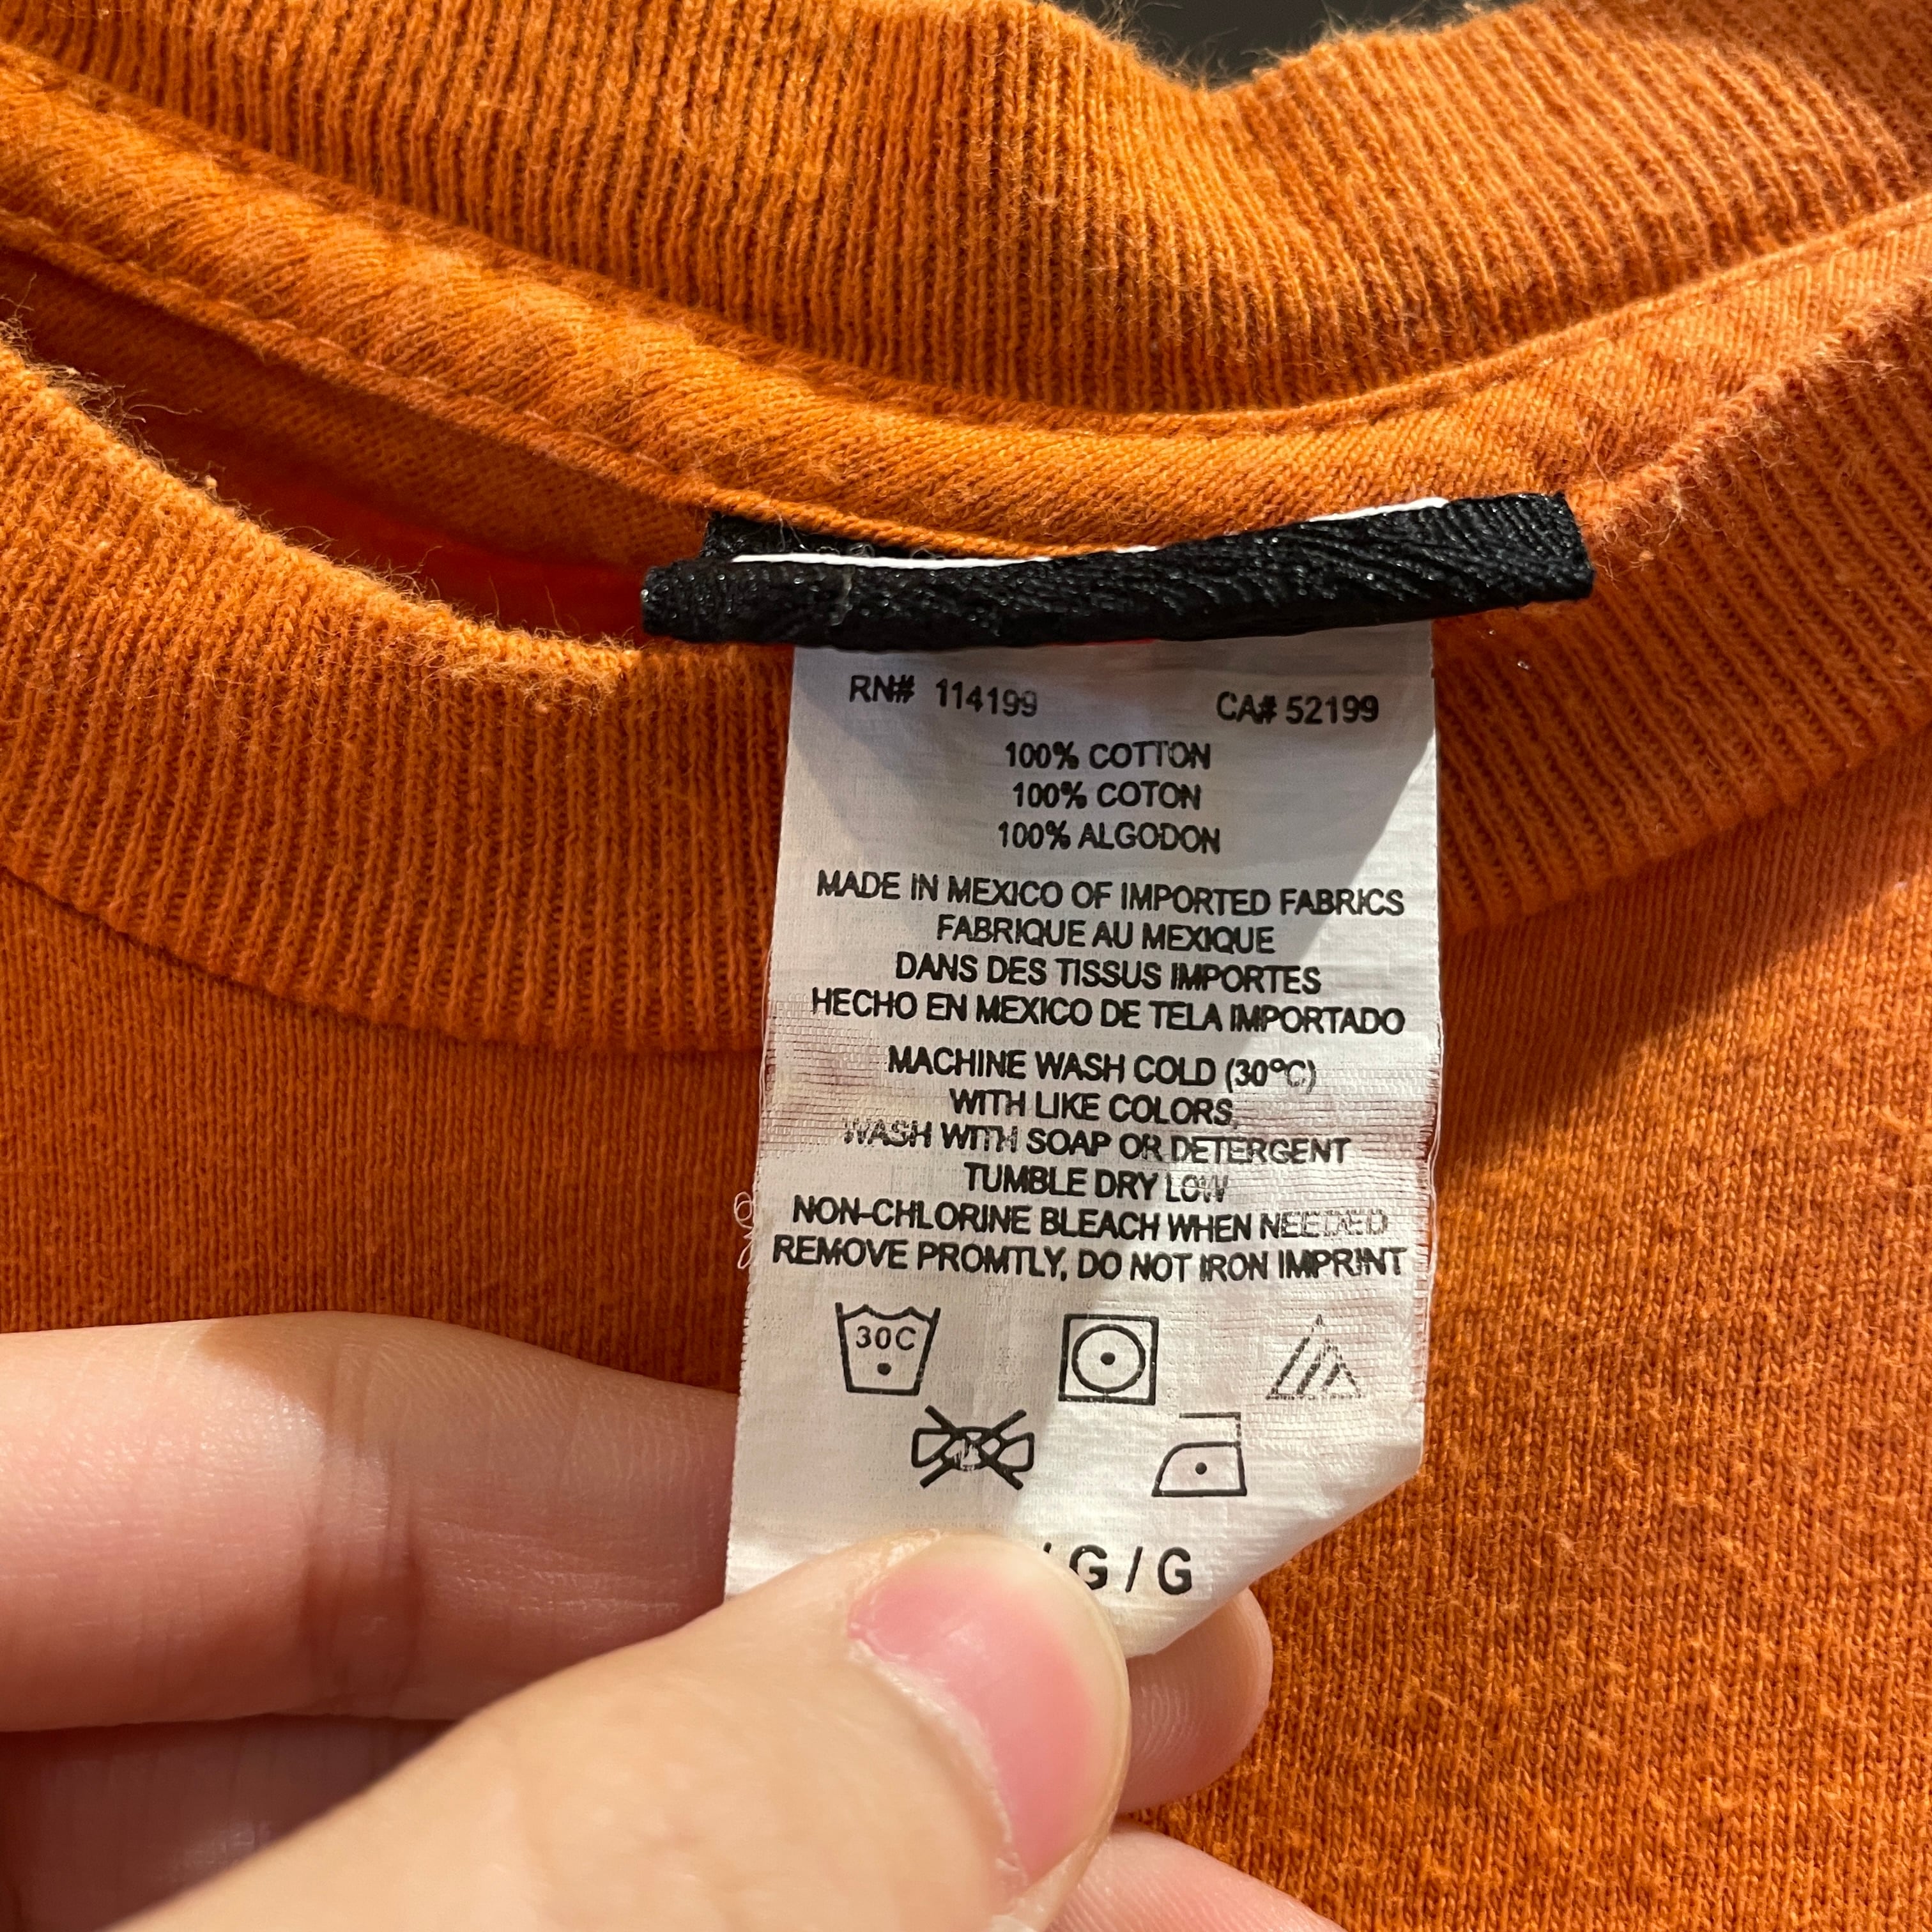 RN# 114199 CA# 52199
100% COTTON
100% COTON
100% ALGODON
MADE IN MEXICO OF IMPORTED FABRICS
FABRIQUE AU MEXIQUE
DANS DES TISSUS IMPORTES
HECHO EN MEXICO DE TELA IMPORTADO
MACHINE WASH COLD (30°C)
WITH LIKE COLORS,
WASH WITH SOAP OR DETERGENT
TUMBLE DRY LOW
NON-CHLORINE BLEACH WHEN NEEDED
REMOVE PROMTLY, DO NOT IRON IMPRINT
30C
/ G / G